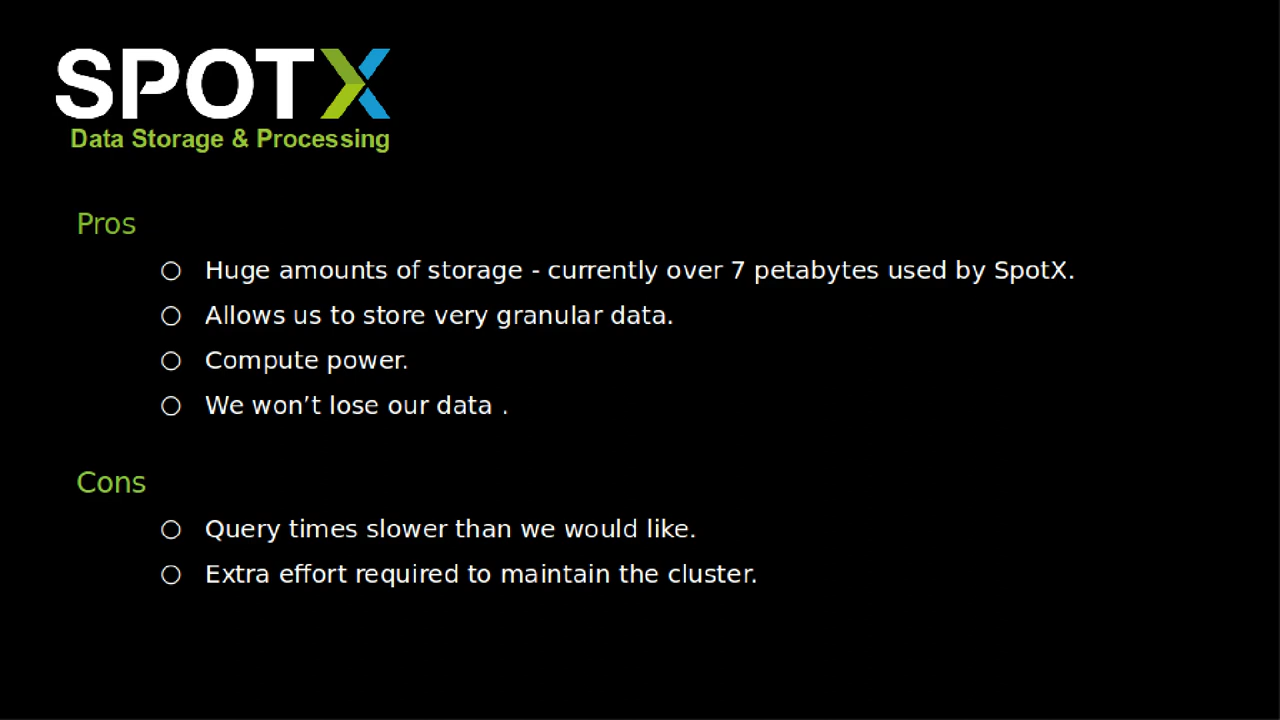 SPOTX
Data Storage & Processing
Pros
○ Huge amounts of storage - currently over 7 petabytes used by SpotX.
○ Allows us to store very granular data.
○ Compute power.
○ We won’t lose our data .
Cons
○ Query times slower than we would like.
○ Extra effort required to maintain the cluster.